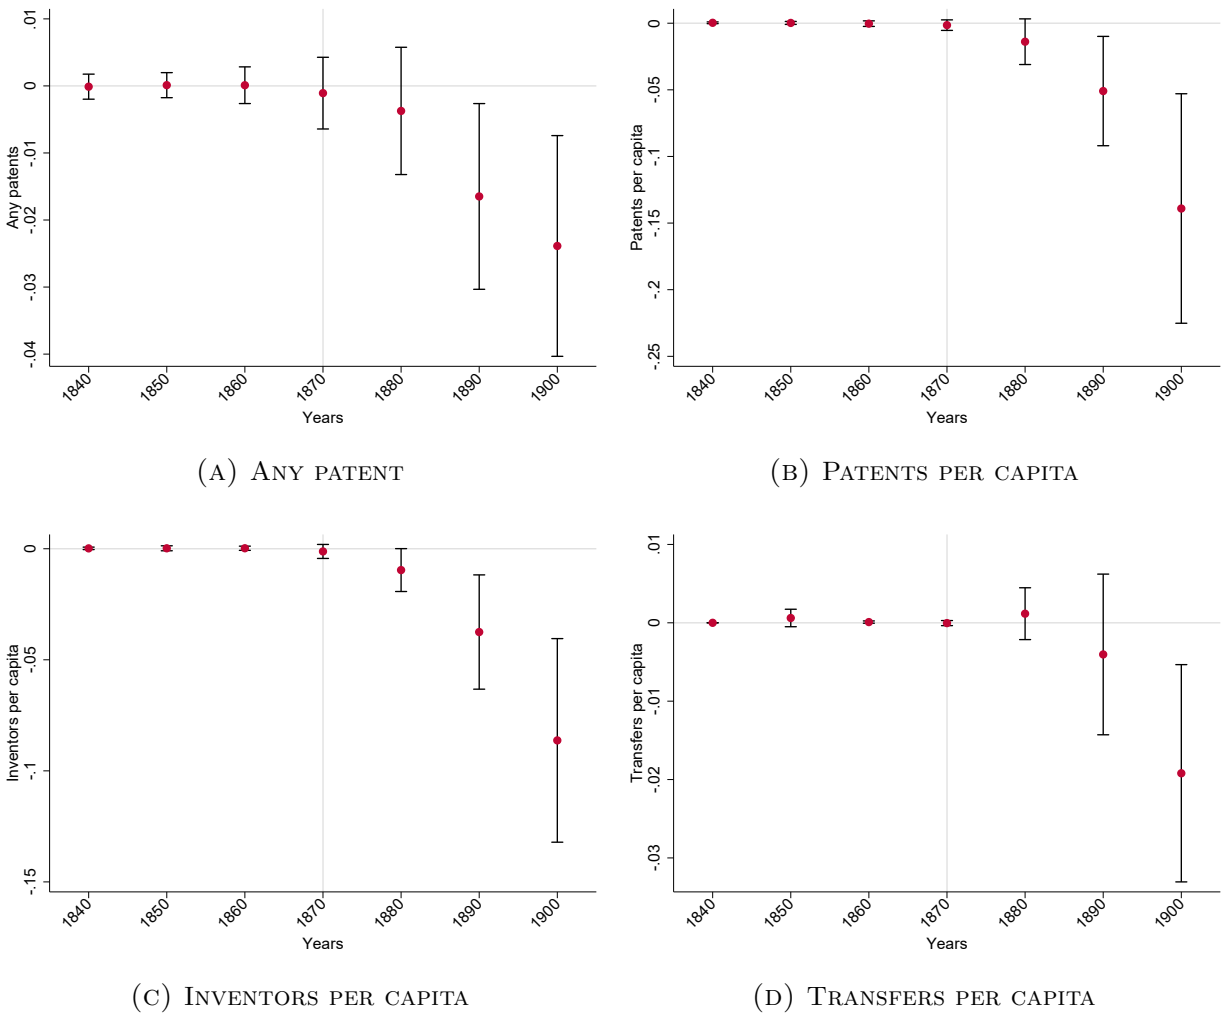 .01
0
-.01
-.02
-.03
-.04
Any patents
1840 1850 1860 1870 1880 1890 1900
Years
(A) Any patent
0
-.05
-.1
-.15
-.2
-.25
Patents per capita
1840 1850 1860 1870 1880 1890 1900
Years
(B) Patents per capita
0
-.05
-.1
-.15
Inventors per capita
1840 1850 1860 1870 1880 1890 1900
Years
(C) Inventors per capita
.01
0
-.01
-.02
-.03
Transfers per capita
1840 1850 1860 1870 1880 1890 1900
Years
(D) Transfers per capita